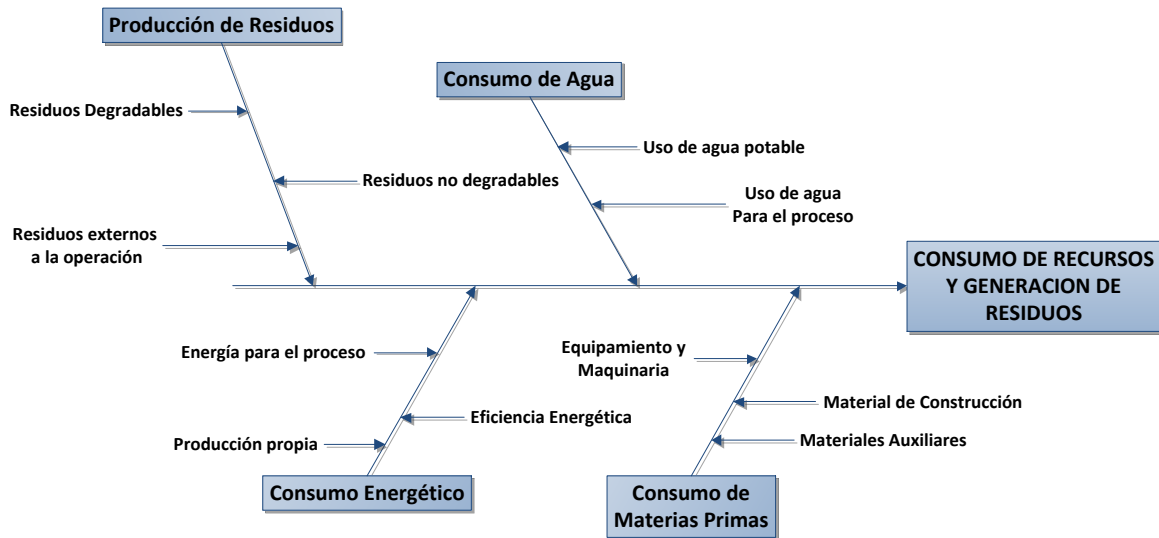 Producción de Residuos
Consumo de Agua
Residuos Degradables
Uso de agua potable
Residuos no degradables
Uso de agua
Para el proceso
Residuos externos
a la operación
CONSUMO DE RECURSOS
Y GENERACION DE
RESIDUOS
Energía para el proceso
Equipamiento y
Maquinaria
Material de Construcción
Eficiencia Energética
Producción propia
Materiales Auxiliares
Consumo Energético
Consumo de
Materias Primas